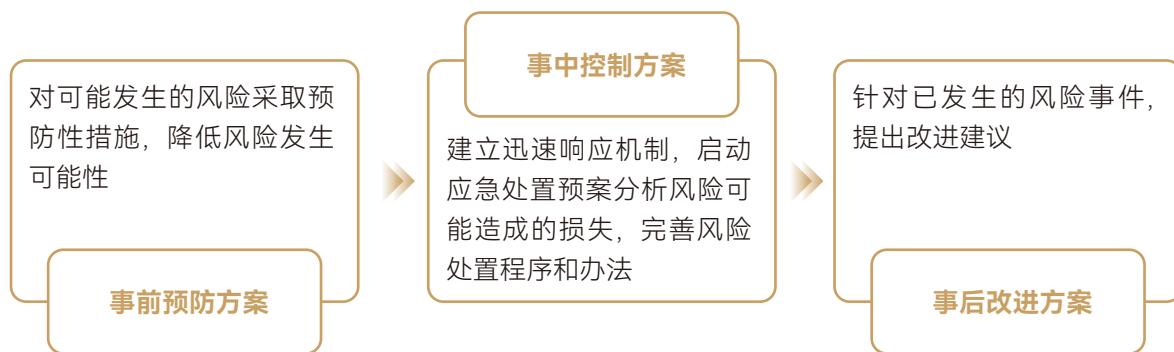 对可能发生的风险采取预
防性措施，降低风险发生
可能性
事前预防方案
事中控制方案
建立迅速响应机制，启动
应急处置预案分析风险可
能造成的损失，完善风险
处置程序和办法
针对已发生的风险事件，
提出改进建议
事后改进方案